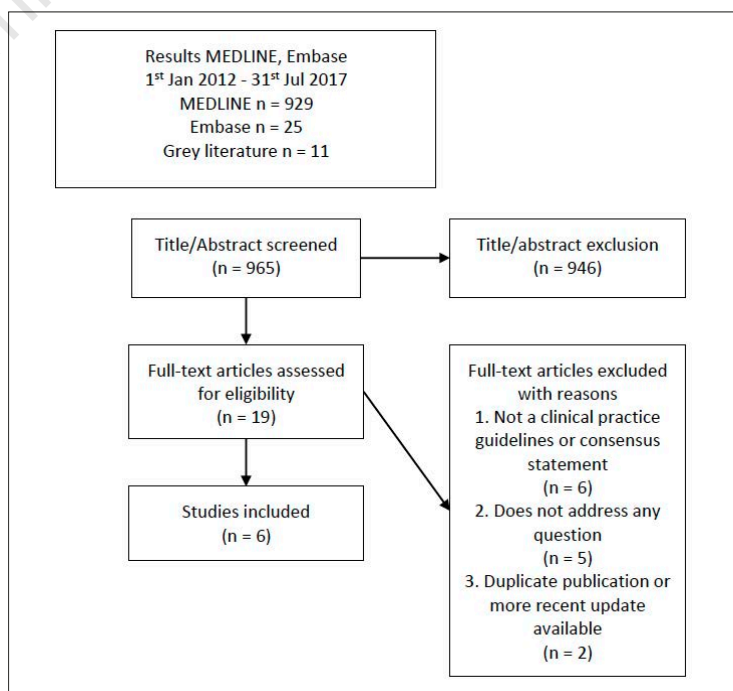 Results MEDLINE, Embase
1st Jan 2012 - 31st Jul 2017
MEDLINE n = 929
Embase n = 25
Grey literature n = 11
Title/Abstract screened
(n = 965)
Title/abstract exclusion
(n = 946)
Full-text articles assessed
for eligibility
(n = 19)
Full-text articles excluded
with reasons
1. Not a clinical practice
guidelines or consensus
statement
(n = 6)
2. Does not address any
question
(n = 5)
3. Duplicate publication or
more recent update
available
(n = 2)
Studies included
(n = 6)